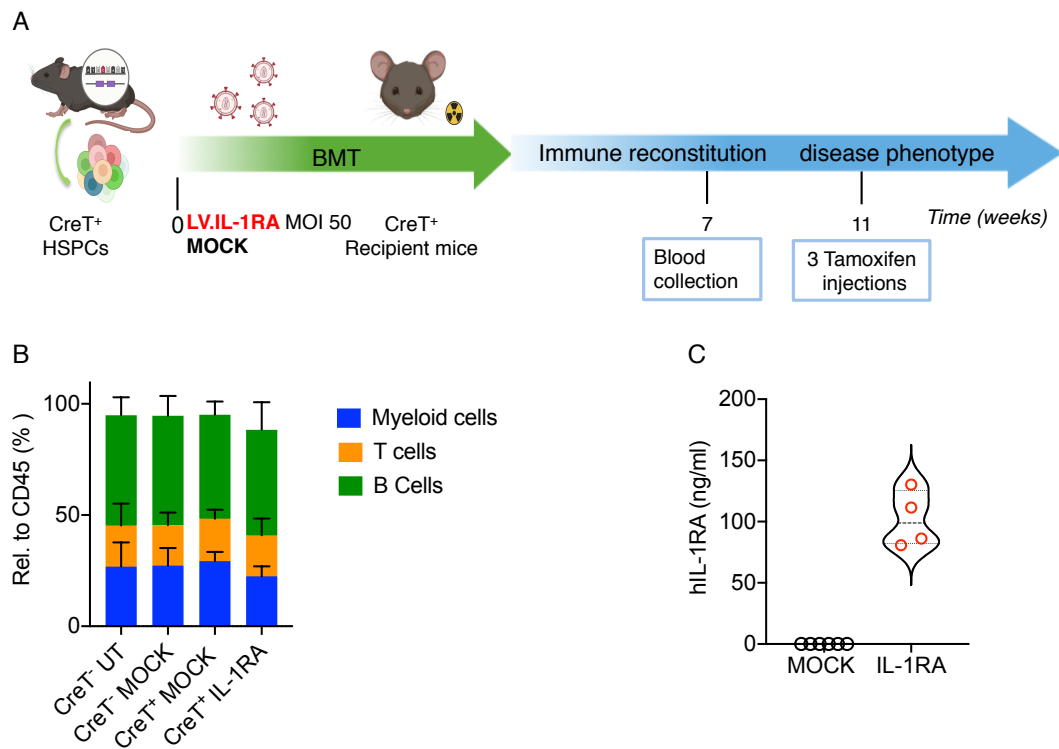 A
BMT
Immune reconstitution
disease phenotype
CreT⁺
HSPCs
0
LV.IL-1RA MOI 50
MOCK
CreT⁺
Recipient mice
7
11
Time (weeks)
Blood
collection
3 Tamoxifen
injections
B
Rel. to CD45 (% )
100
50
0
CreT⁻ UT
CreT⁻ MOCK
CreT⁺ MOCK
CreT⁺ IL-1RA
Myeloid cells
T cells
B Cells
C
hIL-1RA (ng/ml)
200
150
100
50
0
MOCK
IL-1RA